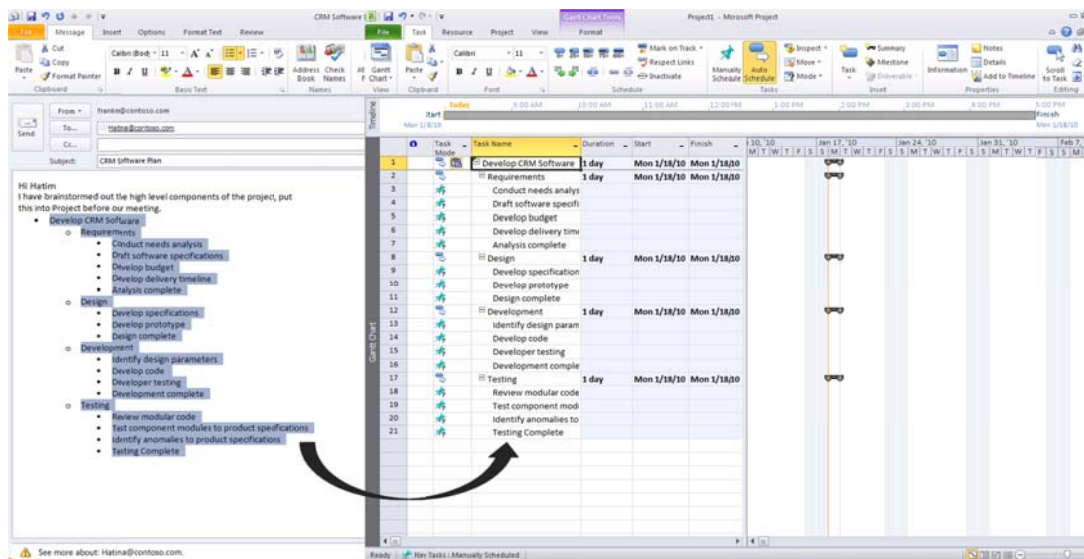 CRM Software
Gantt Chart Tools
Project1 - Microsoft Project
File Message Insert Options Format Text Review
File Task Resource Project View Format
Cut
Copy
Format Painter
Paste
Clipboard
Calibri (Body) 11
Basic Text
Address Book
Check Names
Names
Gantt Chart
View
Paste
Clipboard
Calibri 11
Font
Mark on Track
Respect Links
Inactivate
Schedule
Manually Schedule
Auto Schedule
Inspect
Move
Mode
Tasks
Task
Summary
Milestone
Deliverable
Insert
Information
Notes
Details
Add to Timeline
Properties
Scroll to Task
Editing
Send
From frankm@contoso.com
To... Hatina@contoso.com
Cc...
Subject: CRM Software Plan
Hi Hatim
I have brainstormed out the high level components of the project, put
this into Project before our meeting.
Develop CRM Software
Requirements
Conduct needs analysis
Draft software specifications
Develop budget
Develop delivery timeline
Analysis complete
Design
Develop specifications
Develop prototype
Design complete
Development
Identify design parameters
Develop code
Developer testing
Development complete
Testing
Review modular code
Test component modules to product specifications
Identify anomalies to product specifications
Testing Complete
See more about: Hatina@contoso.com.
Timeline
Today 9:00 AM 10:00 AM 11:00 AM 12:00 PM 1:00 PM 2:00 PM 3:00 PM 4:00 PM 5:00 PM
Start
Mon 1/18/10
Finish
Mon 1/18/10
Gantt Chart
Task Mode Task Name Duration Start Finish
10, '10 Jan 17, '10 Jan 24, '10 Jan 31, '10 Feb 7,
M T W T F S S M T W T F S S M T W T F S S M T W T F S S M
1 Develop CRM Software 1 day Mon 1/18/10 Mon 1/18/10
2 Requirements 1 day Mon 1/18/10 Mon 1/18/10
3 Conduct needs analys
4 Draft software specifi
5 Develop budget
6 Develop delivery time
7 Analysis complete
8 Design 1 day Mon 1/18/10 Mon 1/18/10
9 Develop specification
10 Develop prototype
11 Design complete
12 Development 1 day Mon 1/18/10 Mon 1/18/10
13 Identify design param
14 Develop code
15 Developer testing
16 Development comple
17 Testing 1 day Mon 1/18/10 Mon 1/18/10
18 Review modular code
19 Test component mod
20 Identify anomalies to
21 Testing Complete
Ready New Tasks : Manually Scheduled